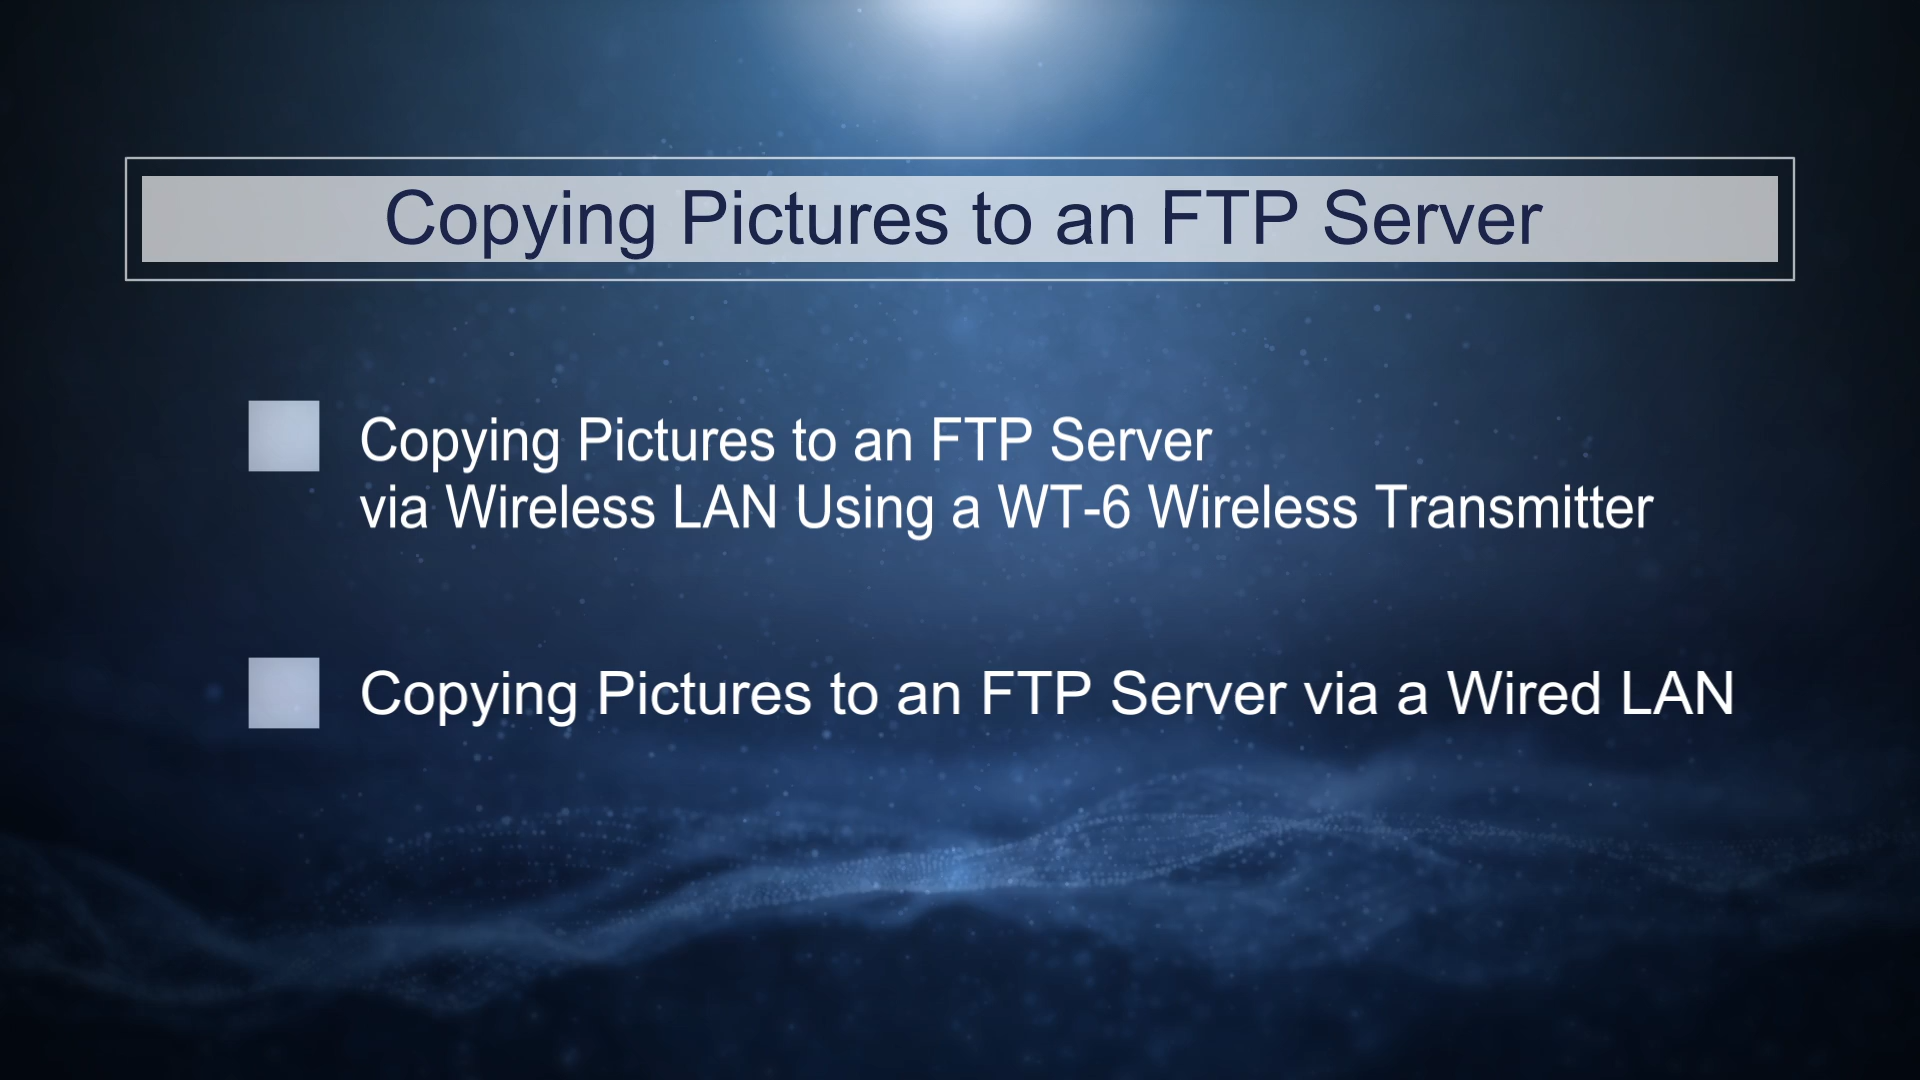 Copying Pictures to an FTP Server
Copying Pictures to an FTP Server
via Wireless LAN Using a WT-6 Wireless Transmitter
Copying Pictures to an FTP Server via a Wired LAN